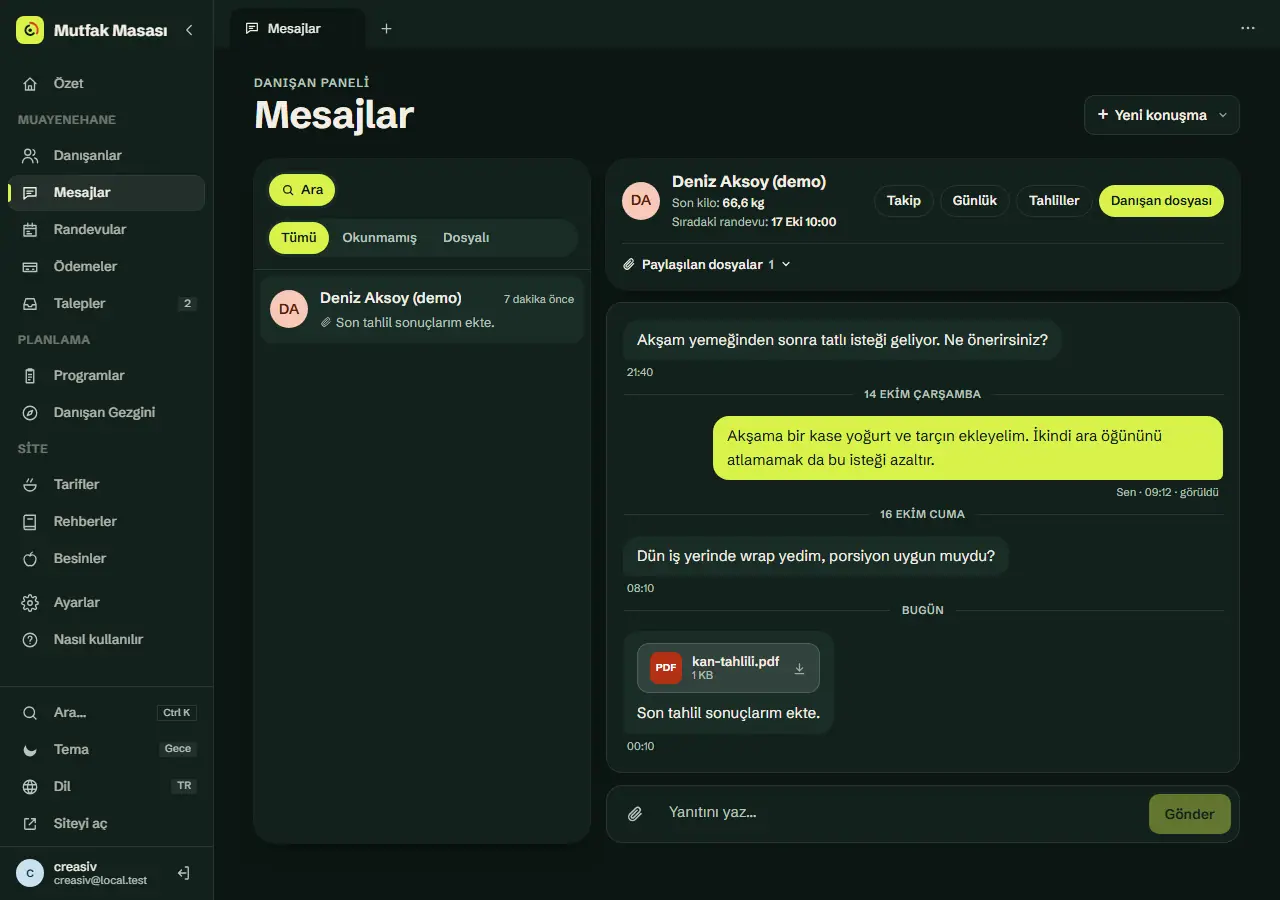 Mutfak Masası
Özet
MUAYENEHANE
Danışanlar
Mesajlar
Randevular
Ödemeler
Talepler 2
PLANLAMA
Programlar
Danışan Gezgini
SİTE
Tarifler
Rehberler
Besinler
Ayarlar
Nasıl kullanılır
Ara... Ctrl K
Tema Gece
Dil TR
Siteyi aç
C creasiv
creasiv@local.test
Mesajlar
DANIŞAN PANELİ
Mesajlar
Yeni konuşma
Ara
Tümü Okunmamış Dosyalı
DA Deniz Aksoy (demo) 7 dakika önce
Son tahlil sonuçlarım ekte.
DA Deniz Aksoy (demo)
Son kilo: 66,6 kg
Sıradaki randevu: 17 Eki 10:00
Takip Günlük Tahliller Danışan dosyası
Paylaşılan dosyalar 1
Akşam yemeğinden sonra tatlı isteği geliyor. Ne önerirsiniz?
21:40
14 EKİM ÇARŞAMBA
Akşama bir kase yoğurt ve tarçın ekleyelim. İkindi ara öğününü
atlamamak da bu isteği azaltır.
Sen · 09:12 · görüldü
16 EKİM CUMA
Dün iş yerinde wrap yedim, porsiyon uygun muydu?
08:10
BUGÜN
PDF kan-tahlili.pdf
1 KB
Son tahlil sonuçlarım ekte.
00:10
Yanıtını yaz...
Gönder